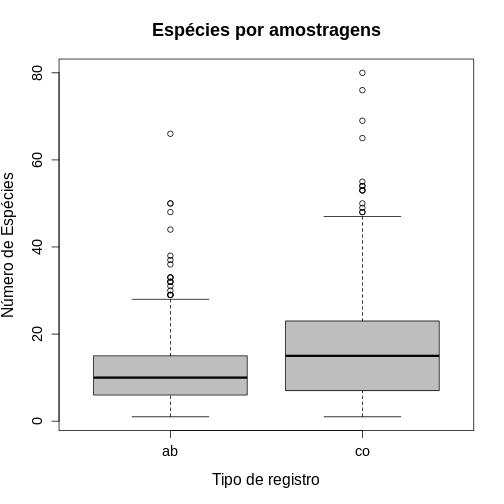 Espécies por amostragens
Número de Espécies
80
60
40
20
0
ab
co
Tipo de registro